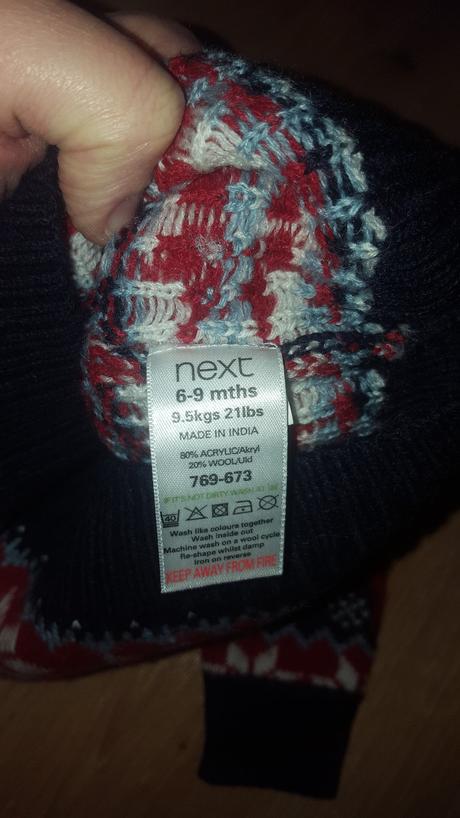 next
6-9 mths
9.5kgs 21lbs
MADE IN INDIA
80% ACRYLIC/Akryl
20% WOOL/Uld
769-673
IF IT'S NOT DIRTY WASH AT 30°
40
Wash like colours together
Wash inside out
Machine wash on a wool cycle
Re-shape whilst damp
Iron on reverse
KEEP AWAY FROM FIRE